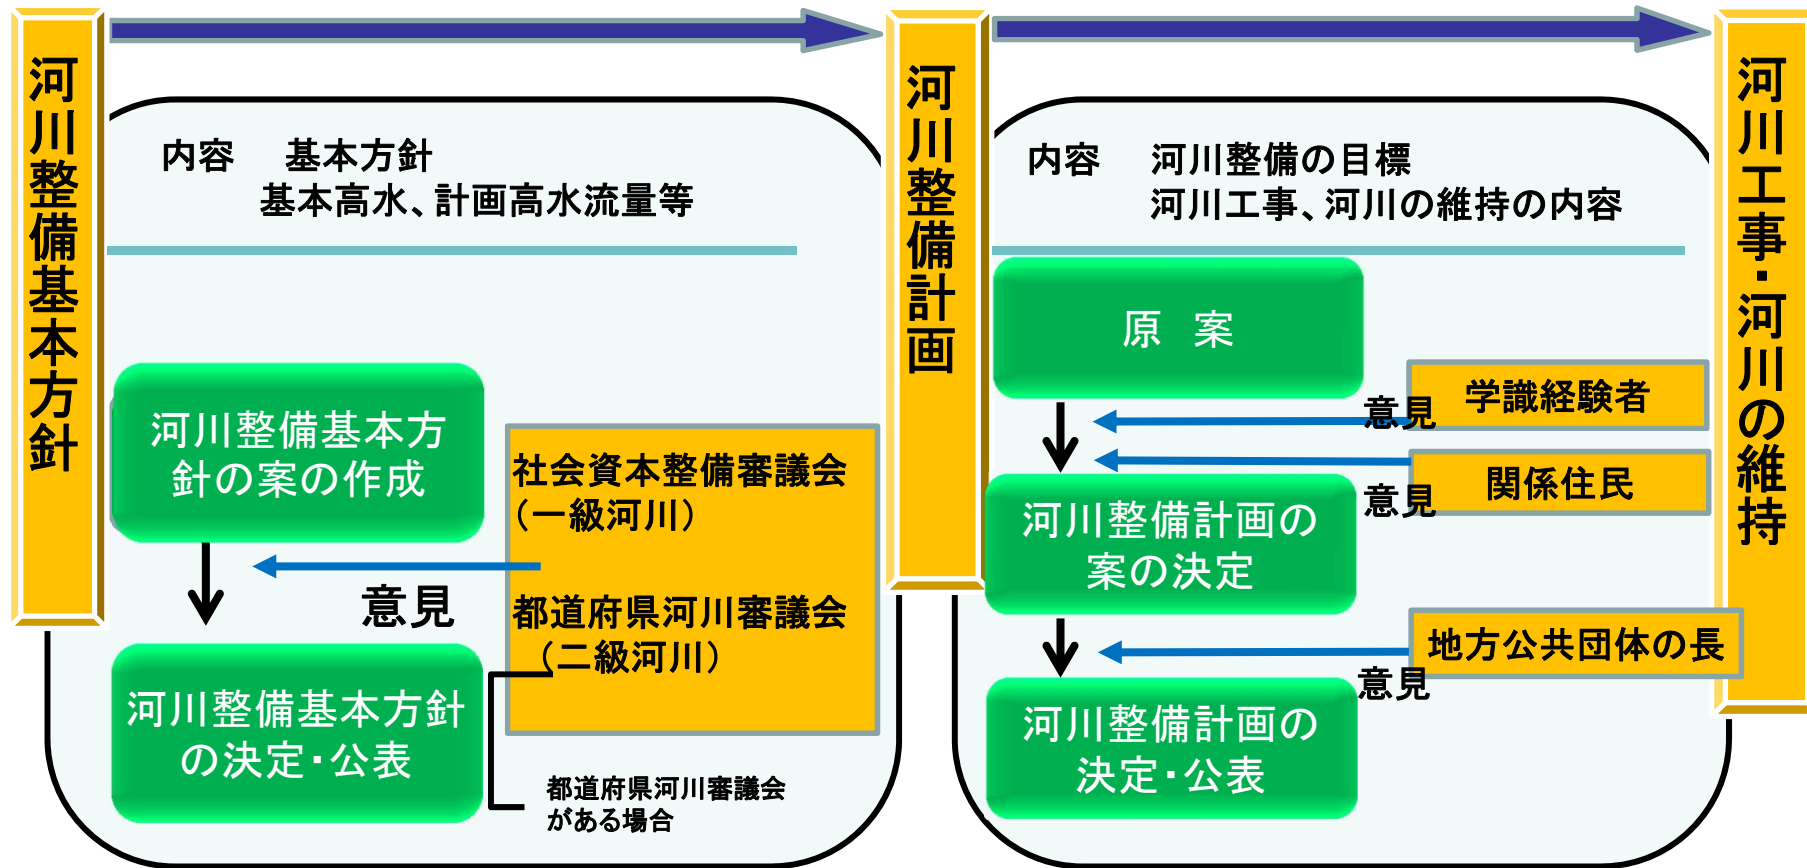 河川整備基本方針
内容　基本方針
基本高水、計画高水流量等
河川整備基本方
針の案の作成
社会資本整備審議会
（一級河川）
意見
都道府県河川審議会
（二級河川）
河川整備基本方針
の決定・公表
都道府県河川審議会
がある場合
河川整備計画
内容　河川整備の目標
河川工事、河川の維持の内容
原　案
学識経験者
意見
関係住民
意見
河川整備計画の
案の決定
地方公共団体の長
意見
河川整備計画の
決定・公表
河川工事・河川の維持